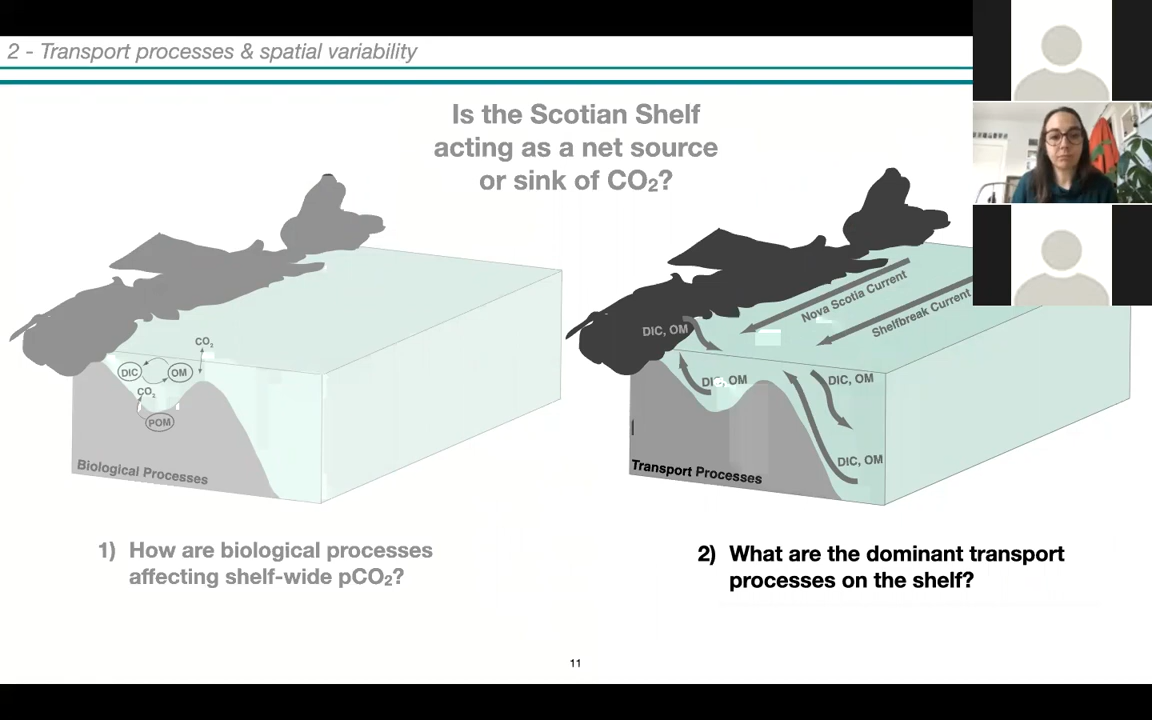 2 - Transport processes & spatial variability
Is the Scotian Shelf
acting as a net source
or sink of CO₂?
CO₂
DIC
OM
CO₂
POM
Biological Processes
Nova Scotia Current
Shelfbreak Current
DIC, OM
DIC, OM
DIC, OM
DIC, OM
Transport Processes
1) How are biological processes
affecting shelf-wide pCO₂?
2) What are the dominant transport
processes on the shelf?
11